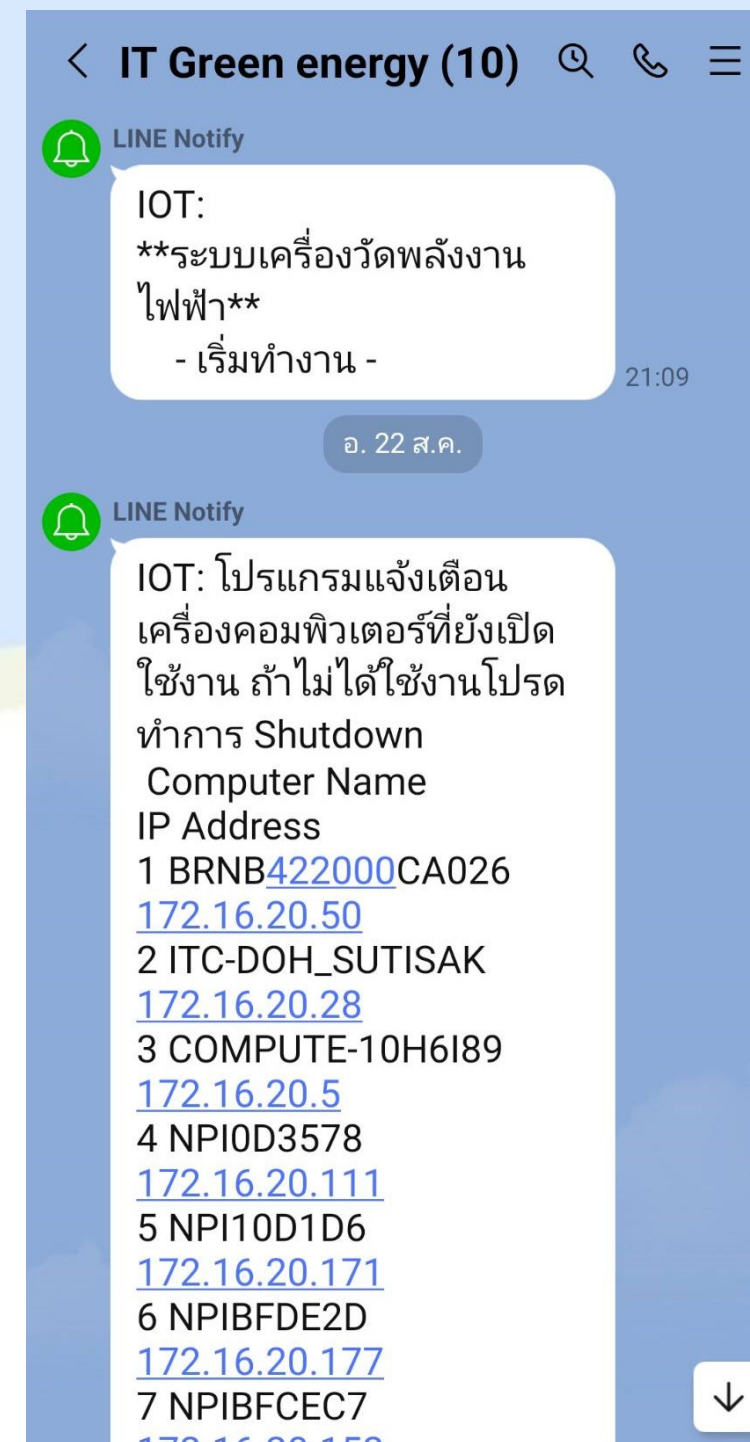 IT Green energy (10)
LINE Notify
IOT:
**ระบบเครื่องวัดพลังงาน
ไฟฟ้า**
- เริ่มทำงาน -
21:09
อ. 22 ส.ค.
LINE Notify
IOT: โปรแกรมแจ้งเตือน
เครื่องคอมพิวเตอร์ที่ยังเปิด
ใช้งาน ถ้าไม่ได้ใช้งานโปรด
ทำการ Shutdown
Computer Name
IP Address
1 BRNB422000CA026
172.16.20.50
2 ITC-DOH_SUTISAK
172.16.20.28
3 COMPUTE-10H6I89
172.16.20.5
4 NPI0D3578
172.16.20.111
5 NPI10D1D6
172.16.20.171
6 NPIBFDE2D
172.16.20.177
7 NPIBFCEC7